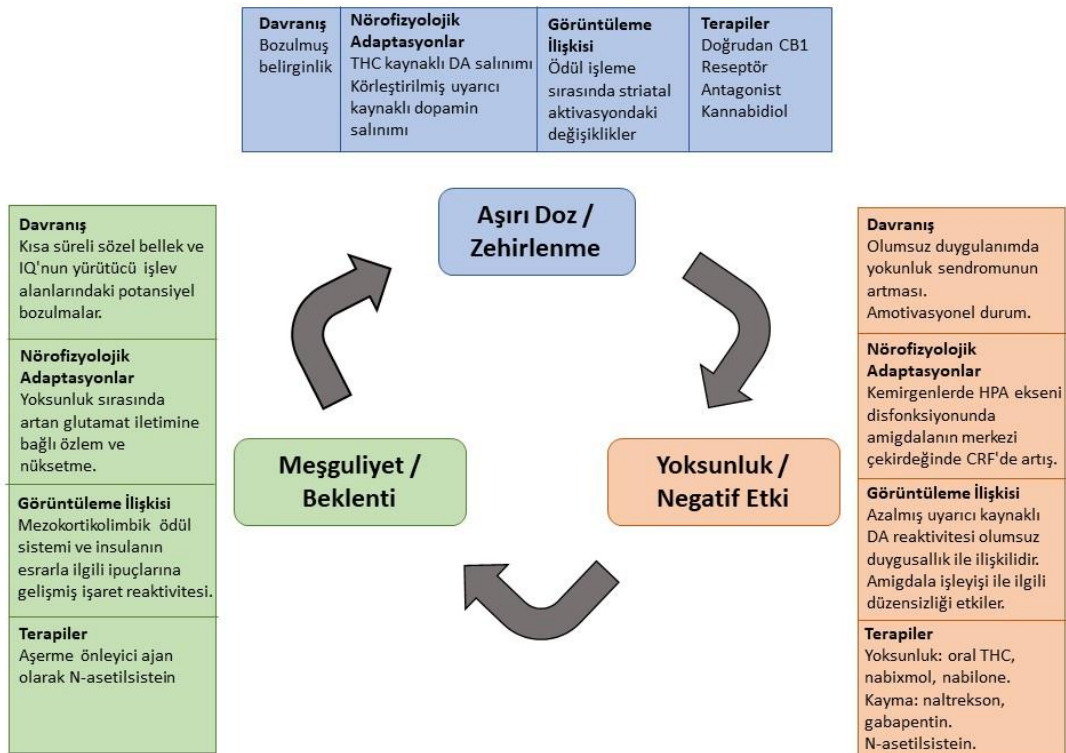 Davranış
Bozulmuş
belirginlik
Nörofizyolojik
Adaptasyonlar
THC kaynaklı DA salınımı
Körleştirilmiş uyarıcı
kaynaklı dopamin
salınımı
Görüntüleme
İlişkisi
Ödül işleme
sırasında striatal
aktivasyondaki
değişiklikler
Terapiler
Doğrudan CB1
Reseptör
Antagonist
Kannabidiol
Aşırı Doz /
Zehirlenme
Davranış
Olumsuz duygulanımda
yokunluk sendromunun
artması.
Amotivasyonel durum.
Nörofizyolojik
Adaptasyonlar
Kemirgenlerde HPA ekseni
disfonksiyonunda
amigdalanın merkezi
çekirdeğinde CRF'de artış.
Görüntüleme İlişkisi
Azalmış uyarıcı kaynaklı
DA reaktivitesi olumsuz
duygusallık ile ilişkilidir.
Amigdala işleyişi ile ilgili
düzensizliği etkiler.
Terapiler
Yoksunluk: oral THC,
nabixmol, nabilone.
Kayma: naltrekson,
gabapentin.
N-asetilsistein.
Yoksunluk /
Negatif Etki
Meşguliyet /
Beklenti
Davranış
Kısa süreli sözel bellek ve
IQ'nun yürütücü işlev
alanlarındaki potansiyel
bozulmalar.
Nörofizyolojik
Adaptasyonlar
Yoksunluk sırasında
artan glutamat iletimine
bağlı özlem ve
nüksetme.
Görüntüleme İlişkisi
Mezokortikolimbik ödül
sistemi ve insulanın
esrarla ilgili ipuçlarına
gelişmiş işaret reaktivitesi.
Terapiler
Aşerme önleyici ajan
olarak N-asetilsistein